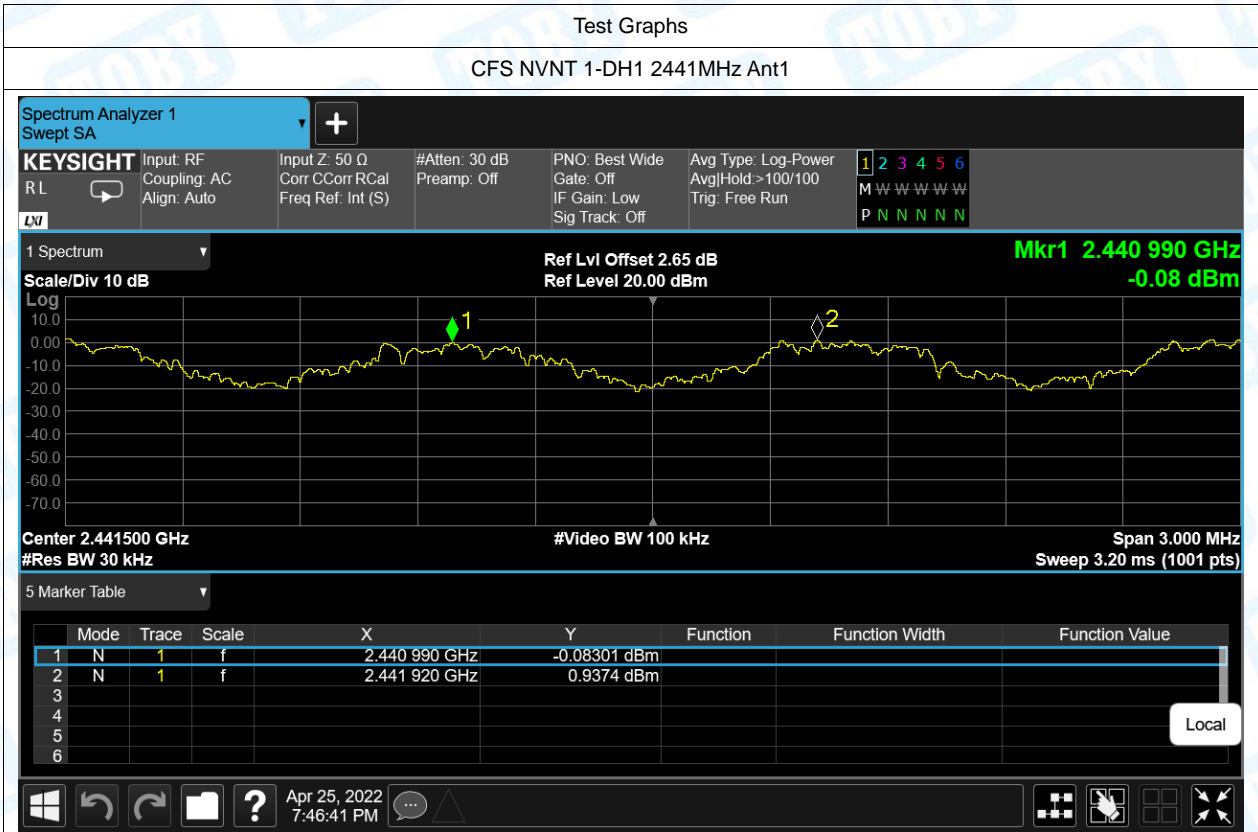 Test Graphs
CFS NVNT 1-DH1 2441MHz Ant1
Spectrum Analyzer 1
Swept SA
KEYSIGHT
RL
LXI
Input: RF
Coupling: AC
Align: Auto
Input Z: 50 Ω
Corr CCorr RCal
Freq Ref: Int (S)
#Atten: 30 dB
Preamp: Off
PNO: Best Wide
Gate: Off
IF Gain: Low
Sig Track: Off
Avg Type: Log-Power
Avg|Hold:>100/100
Trig: Free Run
1 2 3 4 5 6
M W W W W W
P N N N N N
1 Spectrum
Scale/Div 10 dB
Ref Lvl Offset 2.65 dB
Ref Level 20.00 dBm
Mkr1 2.440 990 GHz
-0.08 dBm
Log
10.0
0.00
-10.0
-20.0
-30.0
-40.0
-50.0
-60.0
-70.0
1
2
Center 2.441500 GHz
#Res BW 30 kHz
#Video BW 100 kHz
Span 3.000 MHz
Sweep 3.20 ms (1001 pts)
5 Marker Table
Mode Trace Scale X Y Function Function Width Function Value
1 N 1 f 2.440 990 GHz -0.08301 dBm
2 N 1 f 2.441 920 GHz 0.9374 dBm
3
4
5
6
Local
?
Apr 25, 2022
7:46:41 PM
TOBY